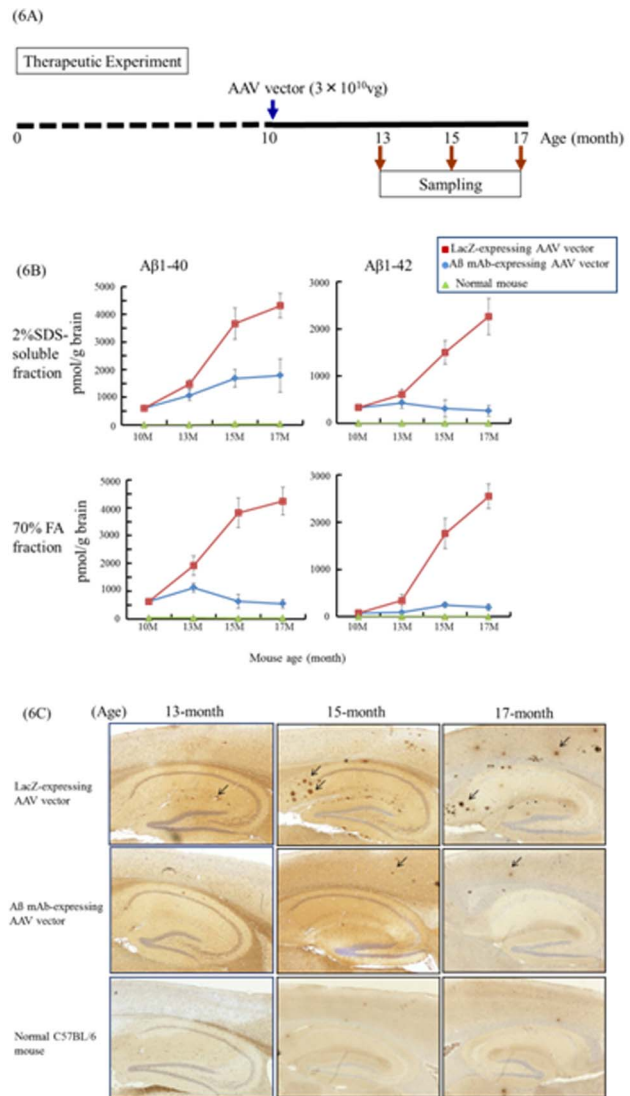 (6A)
Therapeutic Experiment
AAV vector (3×10¹⁰vg)
0 10 13 15 17 Age (month)
Sampling
LacZ-expressing AAV vector
Aß mAb-expressing AAV vector
Normal mouse
(6B) Aβ1-40 Aβ1-42
2%SDS-
soluble
fraction
pmol/g brain
5000
4000
3000
2000
1000
0
10M 13M 15M 17M
3000
2000
1000
0
10M 13M 15M 17M
70% FA
fraction
pmol/g brain
5000
4000
3000
2000
1000
0
10M 13M 15M 17M
3000
2000
1000
0
10M 13M 15M 17M
Mouse age (month)
(6C) (Age) 13-month 15-month 17-month
LacZ-expressing
AAV vector
Aß mAb-expressing
AAV vector
Normal C57BL/6
mouse